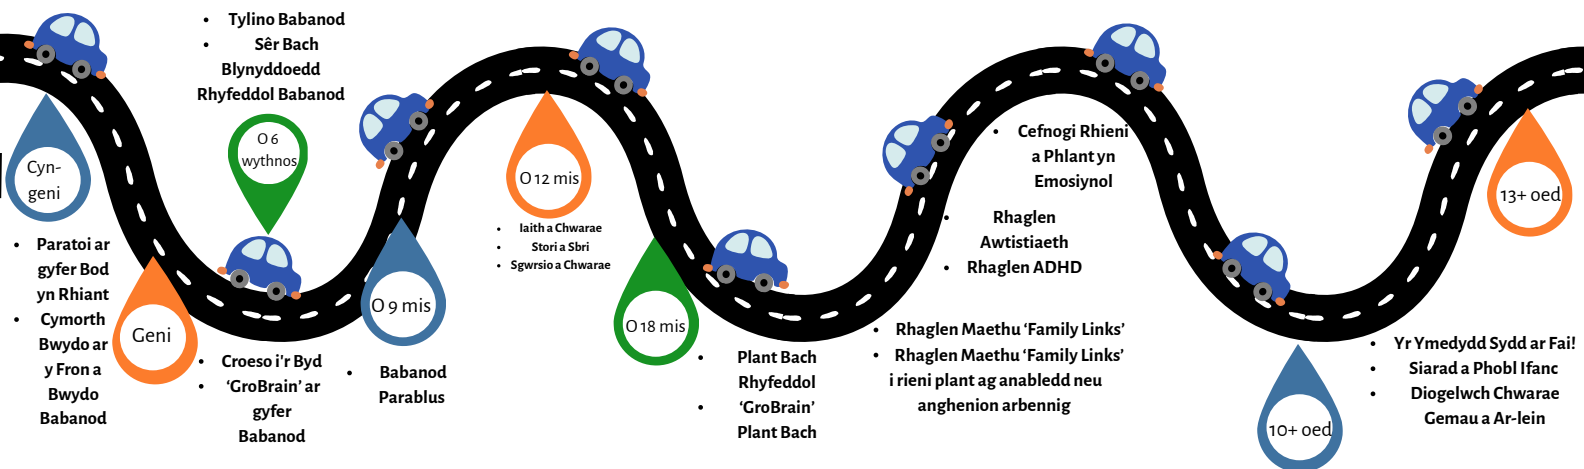 Cyn-
geni
• Paratoi ar
gyfer Bod
yn Rhiant
• Cymorth
Bwydo ar
y Fron a
Bwydo
Babanod
Geni
• Croeso i'r Byd
• ‘GroBrain’ ar
gyfer
Babanod
• Tylino Babanod
• Sêr Bach
Blynyddoedd
Rhyfeddol Babanod
O 6
wythnos
O 9 mis
• Babanod
Parablus
O 12 mis
• Iaith a Chwarae
• Stori a Sbri
• Sgwrsio a Chwarae
O 18 mis
• Plant Bach
Rhyfeddol
• ‘GroBrain’
Plant Bach
• Cefnogi Rhieni
a Phlant yn
Emosiynol
• Rhaglen
Awtistiaeth
• Rhaglen ADHD
• Rhaglen Maethu ‘Family Links’
• Rhaglen Maethu ‘Family Links’
i rieni plant ag anabledd neu
anghenion arbennig
10+ oed
• Yr Ymedydd Sydd ar Fai!
• Siarad a Phobl Ifanc
• Diogelwch Chwarae
Gemau a Ar-lein
13+ oed